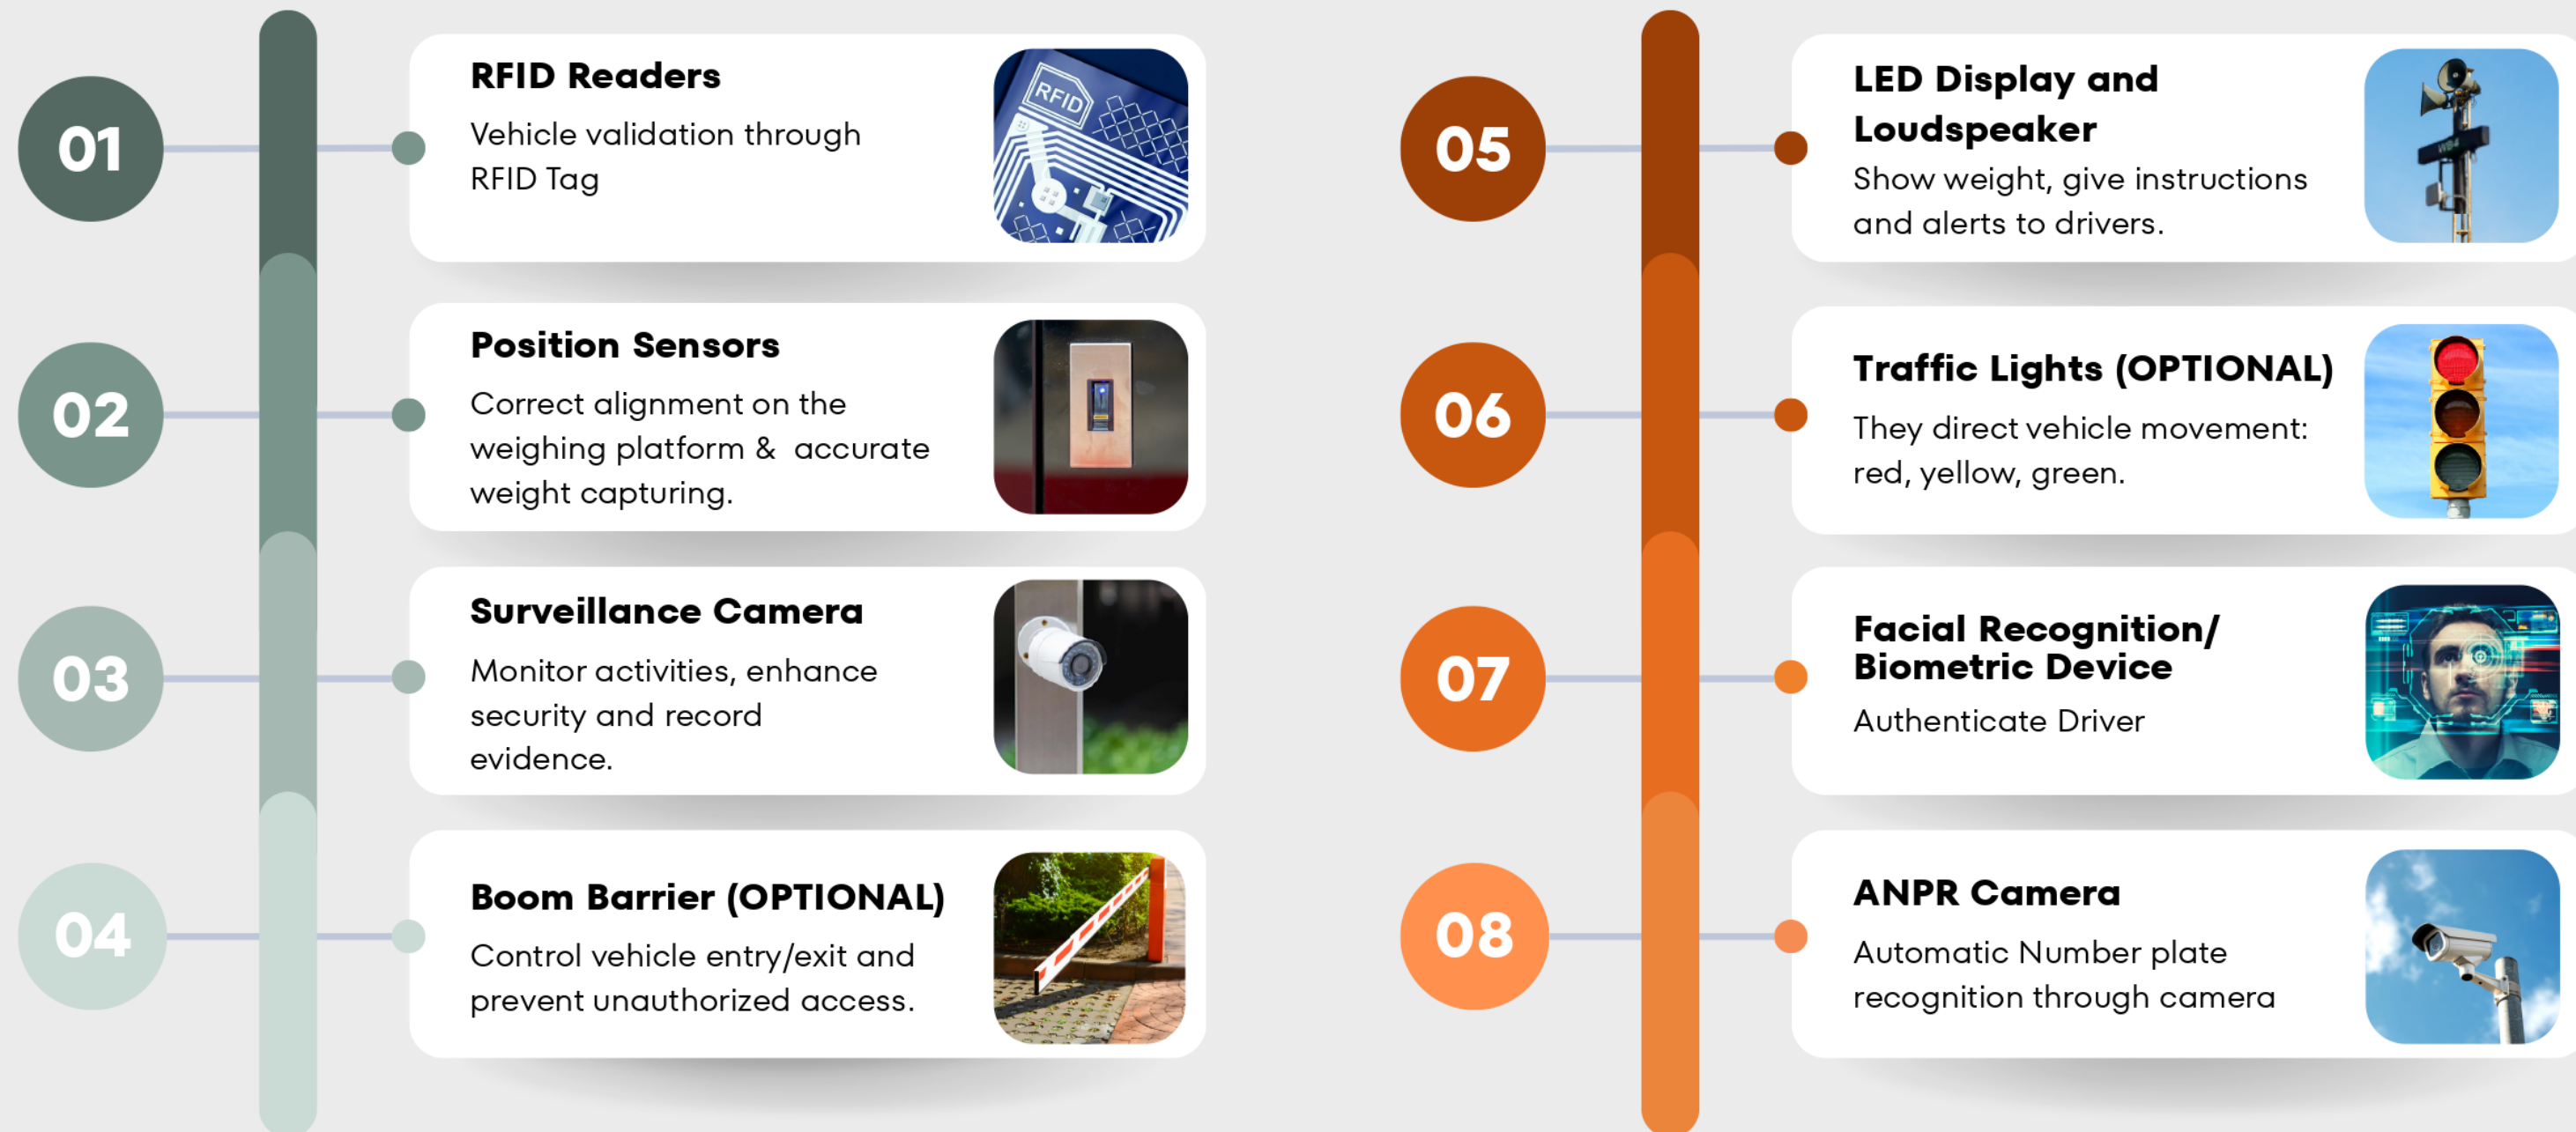 01
RFID Readers
Vehicle validation through
RFID Tag
RFID
02
Position Sensors
Correct alignment on the
weighing platform &  accurate
weight capturing.
03
Surveillance Camera
Monitor activities, enhance
security and record
evidence.
04
Boom Barrier (OPTIONAL)
Control vehicle entry/exit and
prevent unauthorized access.
05
LED Display and
Loudspeaker
Show weight, give instructions
and alerts to drivers.
WB4
06
Traffic Lights (OPTIONAL)
They direct vehicle movement:
red, yellow, green.
07
Facial Recognition/
Biometric Device
Authenticate Driver
08
ANPR Camera
Automatic Number plate
recognition through camera